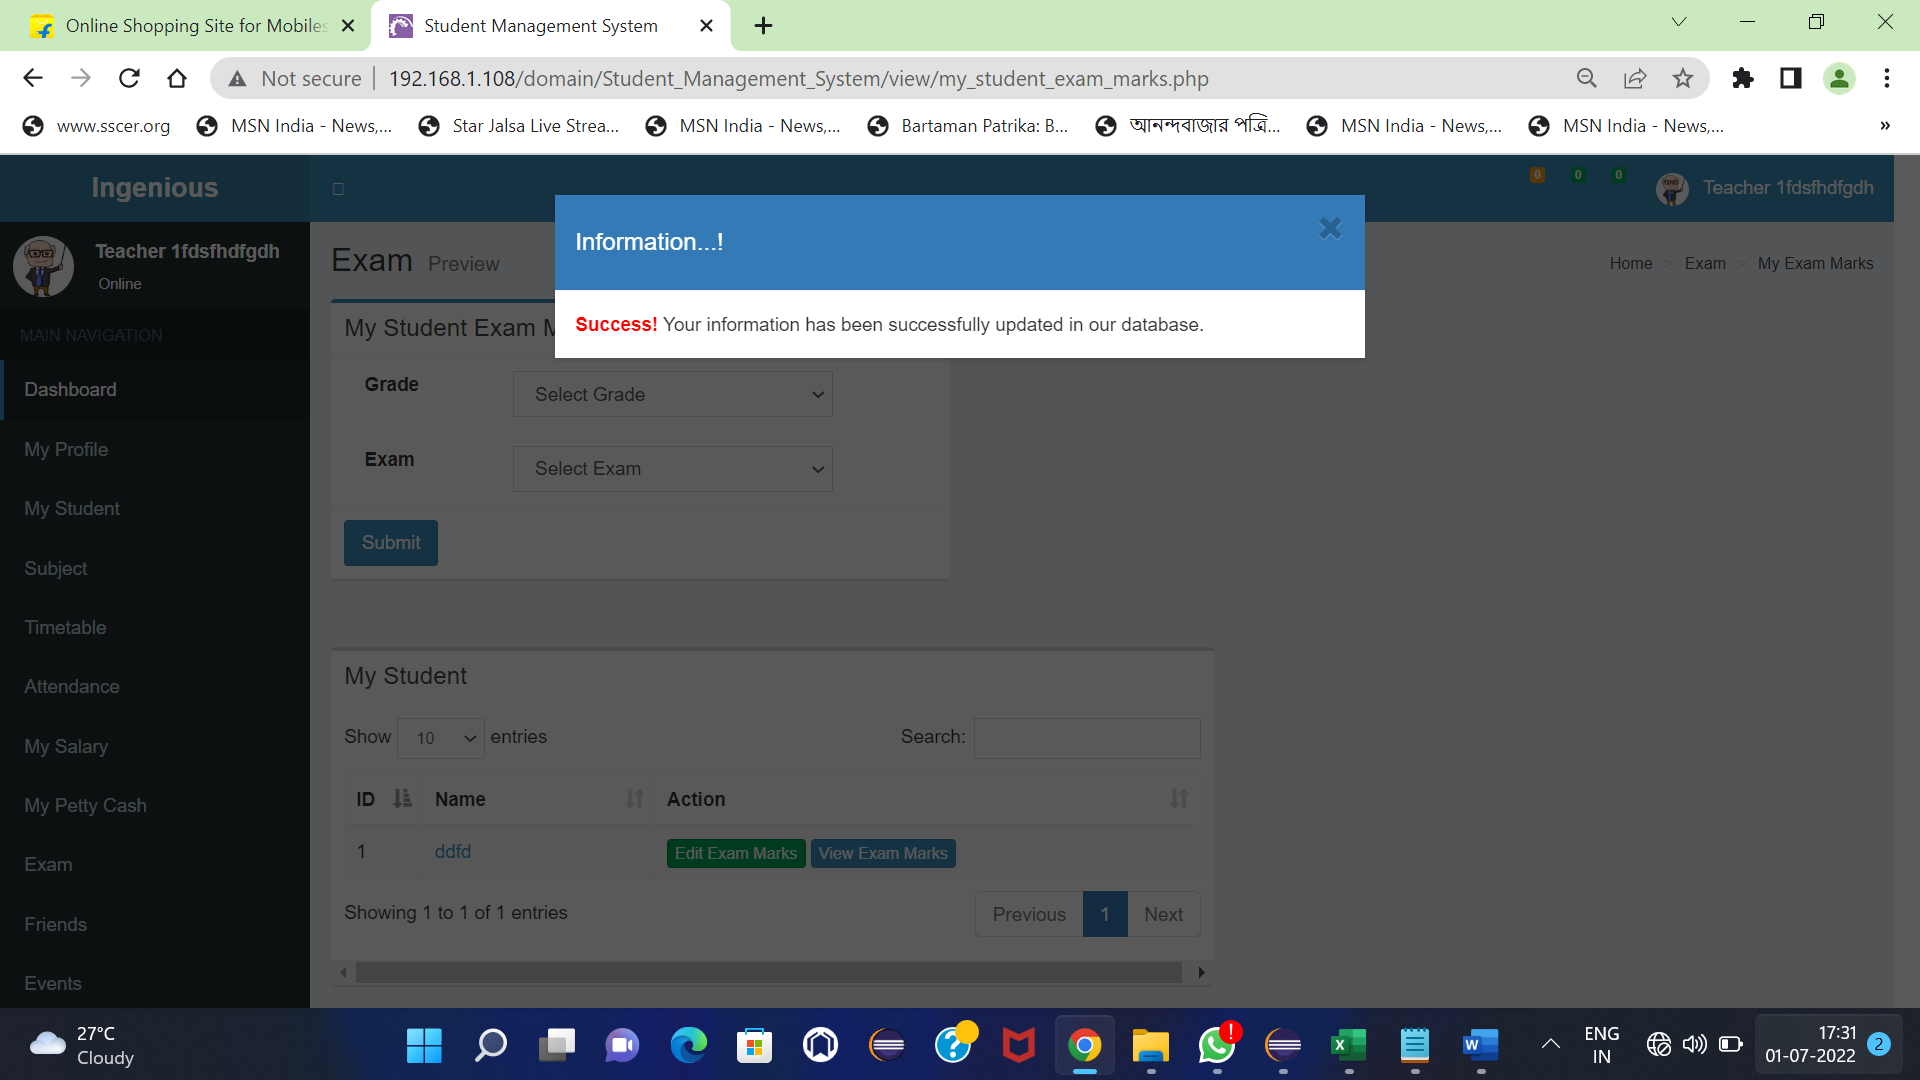 Online Shopping Site for Mobiles
Student Management System
Not secure
192.168.1.108/domain/Student_Management_System/view/my_student_exam_marks.php
www.sscer.org
MSN India - News,...
Star Jalsa Live Strea...
MSN India - News,...
Bartaman Patrika: B...
আনন্দবাজার পত্রি...
MSN India - News,...
MSN India - News,...
»
Ingenious
0
0
0
Teacher 1fdsfhdfgdh
Teacher 1fdsfhdfgdh
Online
MAIN NAVIGATION
Dashboard
My Profile
My Student
Subject
Timetable
Attendance
My Salary
My Petty Cash
Exam
Friends
Events
Exam Preview
Home > Exam > My Exam Marks
Information...!
Success! Your information has been successfully updated in our database.
My Student Exam M
Grade
Select Grade
Exam
Select Exam
Submit
My Student
Show 10 entries
Search:
ID Name Action
1 ddfd Edit Exam Marks View Exam Marks
Showing 1 to 1 of 1 entries
Previous 1 Next
27°C
Cloudy
ENG
IN
17:31
01-07-2022
2